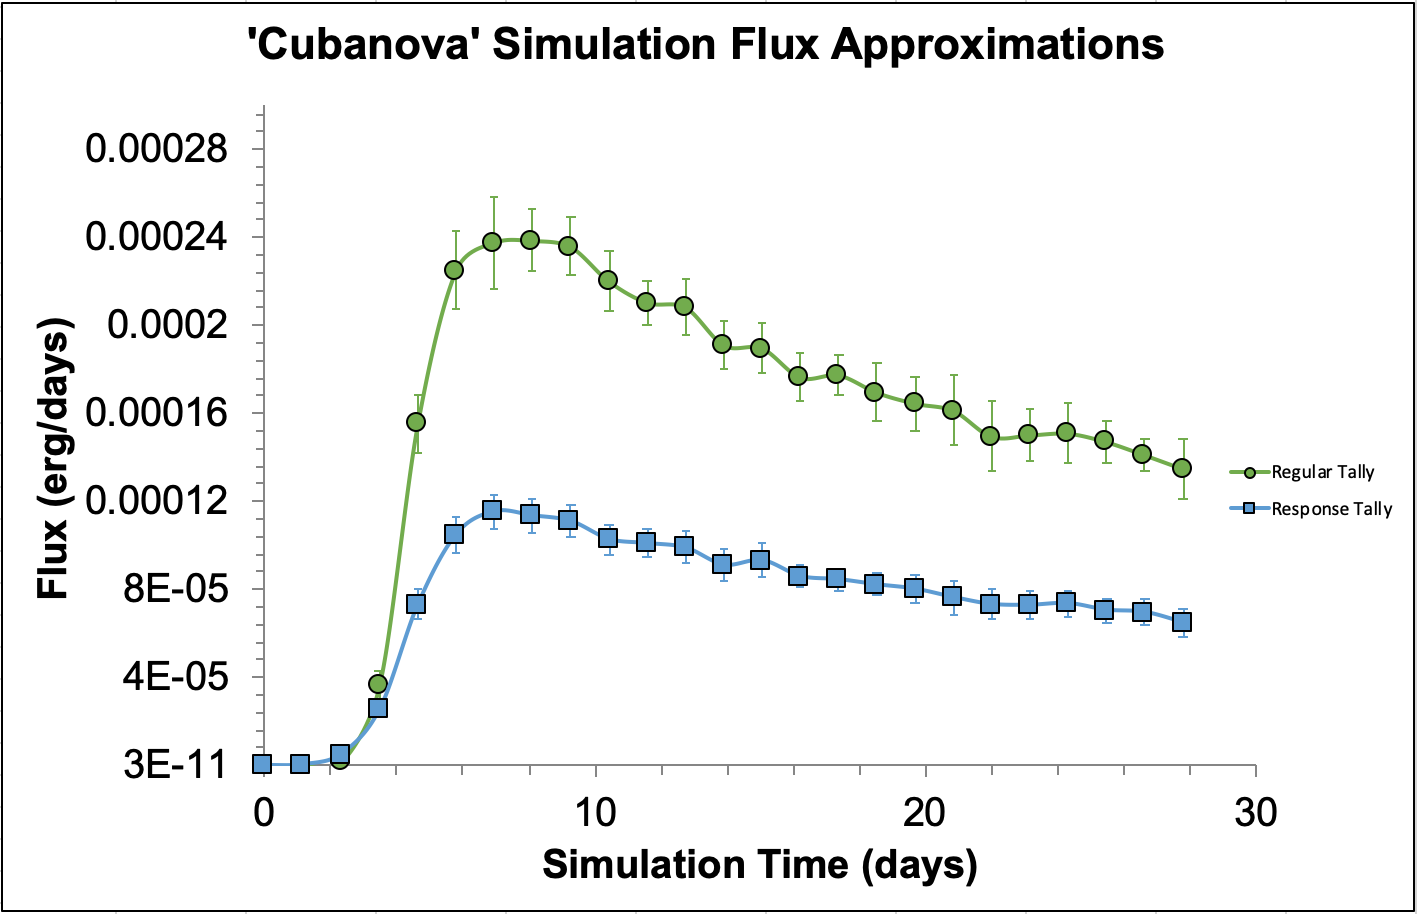 'Cubanova' Simulation Flux Approximations
0.00028
0.00024
0.0002
0.00016
0.00012
8E-05
4E-05
3E-11
Flux (erg/days)
0 10 20 30
Simulation Time (days)
Regular Tally
Response Tally